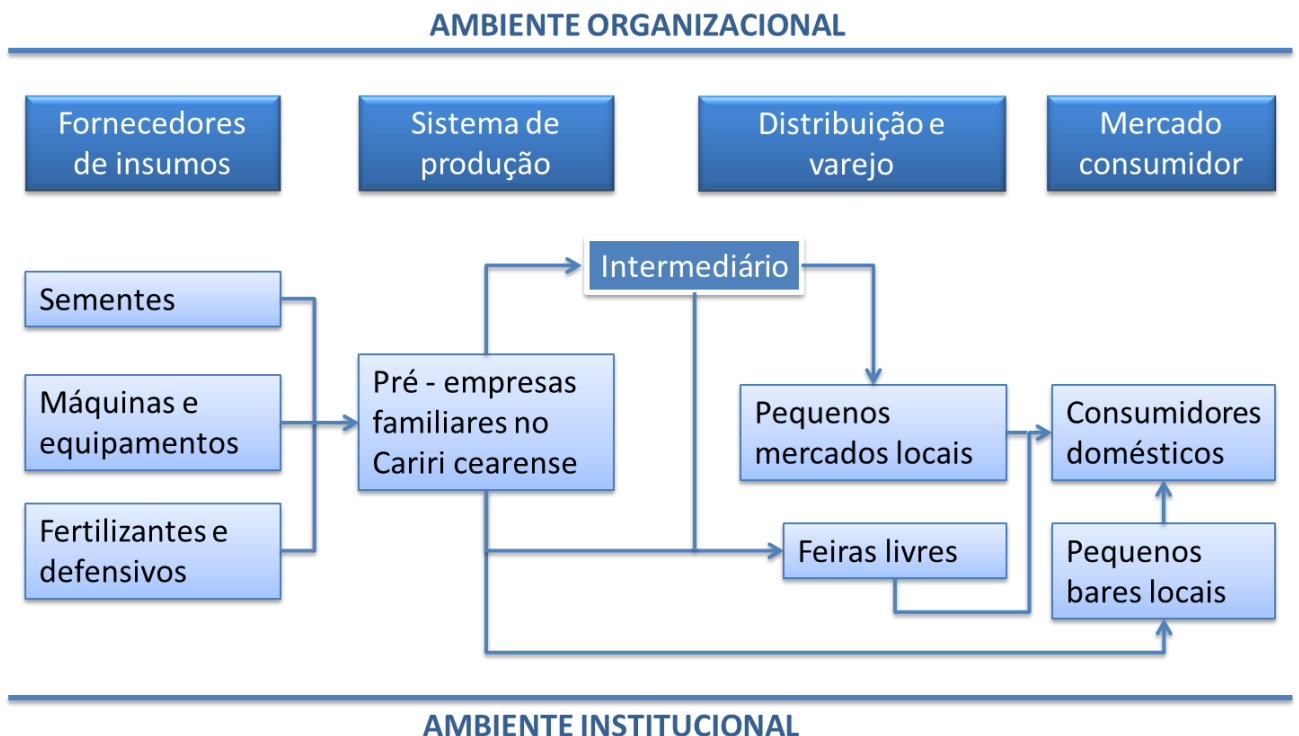 AMBIENTE ORGANIZACIONAL
Fornecedores
de insumos
Sistema de
produção
Distribuição e
varejo
Mercado
consumidor
Intermediário
Sementes
Máquinas e
equipamentos
Fertilizantes e
defensivos
Pré - empresas
familiares no
Cariri cearense
Pequenos
mercados locais
Feiras livres
Consumidores
domésticos
Pequenos
bares locais
AMBIENTE INSTITUCIONAL